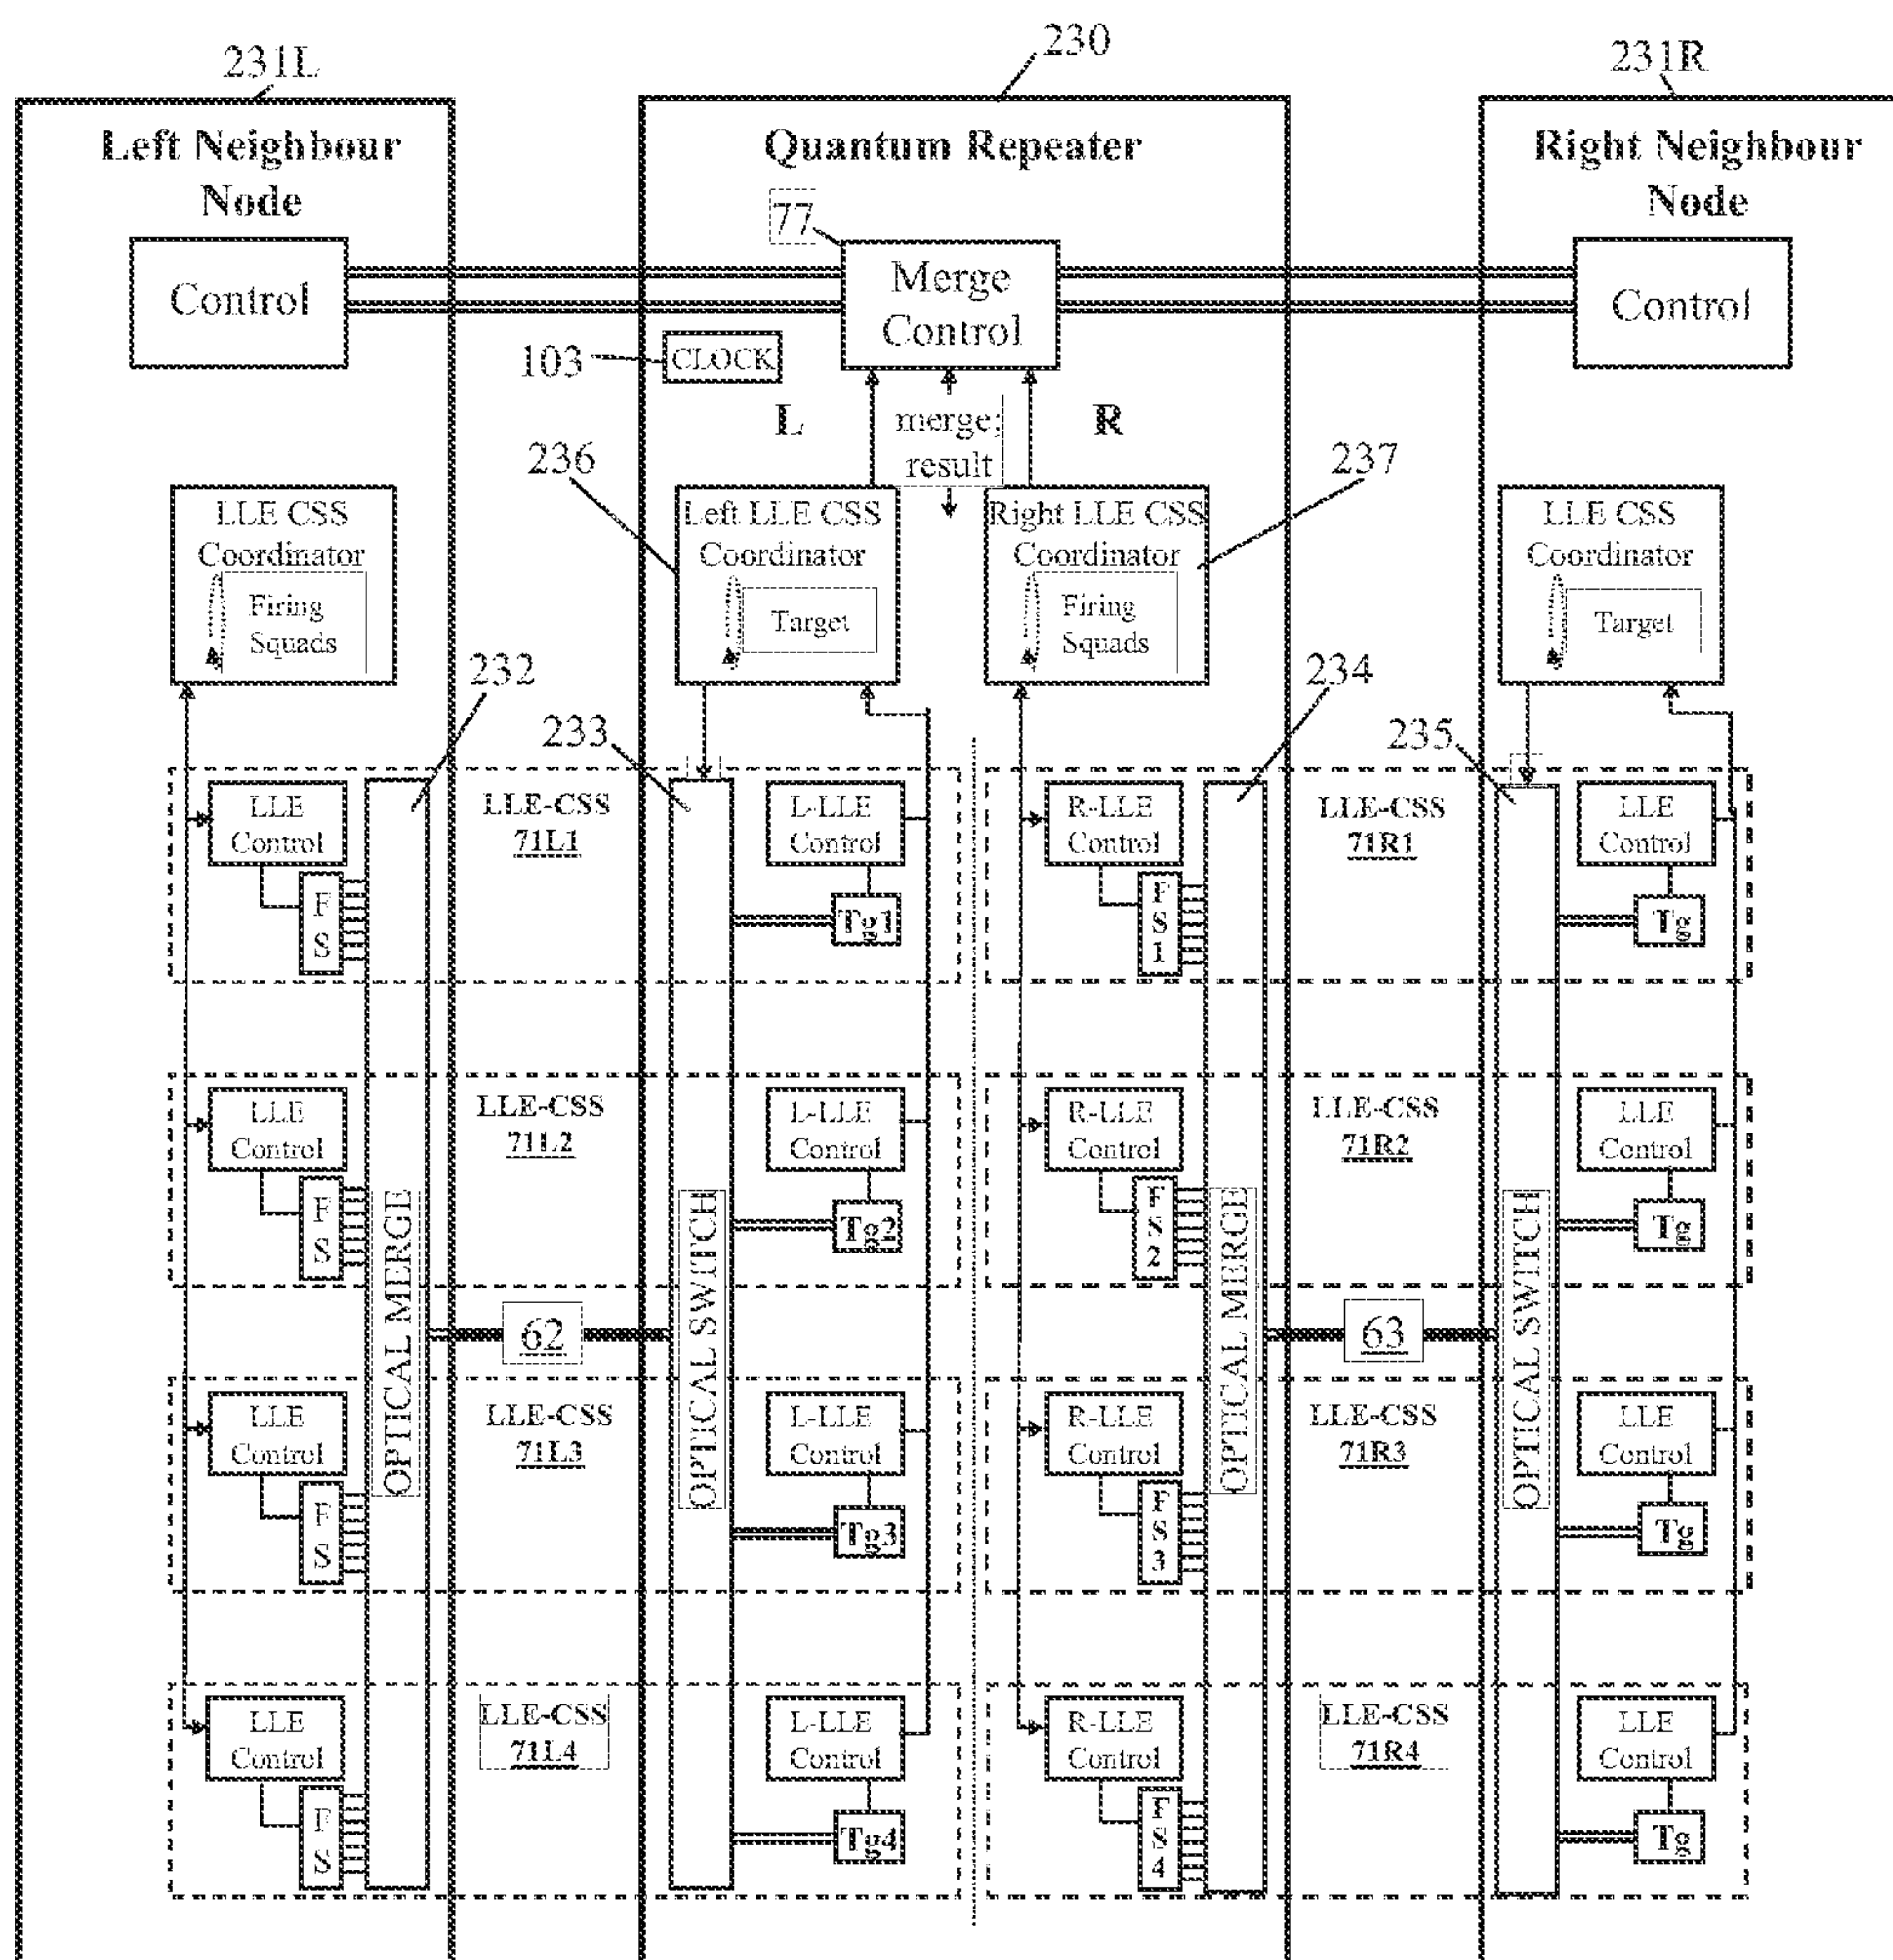 231L
230
231R
Left Neighbour
Node
Quantum Repeater
Right Neighbour
Node
77
Control
Merge
Control
Control
103
CLOCK
L
merge;
result
R
236
237
LLE CSS
Coordinator
Firing
Squads
Left LLE CSS
Coordinator
Target
Right LLE CSS
Coordinator
Firing
Squads
LLE CSS
Coordinator
Target
232
233
234
235
LLE
Control
F
S
LLE-CSS
71L1
L-LLE
Control
Tg1
R-LLE
Control
F
S
1
LLE-CSS
71R1
LLE
Control
Tg
LLE
Control
F
S
LLE-CSS
71L2
L-LLE
Control
Tg2
R-LLE
Control
F
S
2
LLE-CSS
71R2
LLE
Control
Tg
OPTICAL MERGE
62
OPTICAL SWITCH
OPTICAL MERGE
63
OPTICAL SWITCH
LLE
Control
F
S
LLE-CSS
71L3
L-LLE
Control
Tg3
R-LLE
Control
F
S
3
LLE-CSS
71R3
LLE
Control
Tg
LLE
Control
F
S
LLE-CSS
71L4
L-LLE
Control
Tg4
R-LLE
Control
F
S
4
LLE-CSS
71R4
LLE
Control
Tg